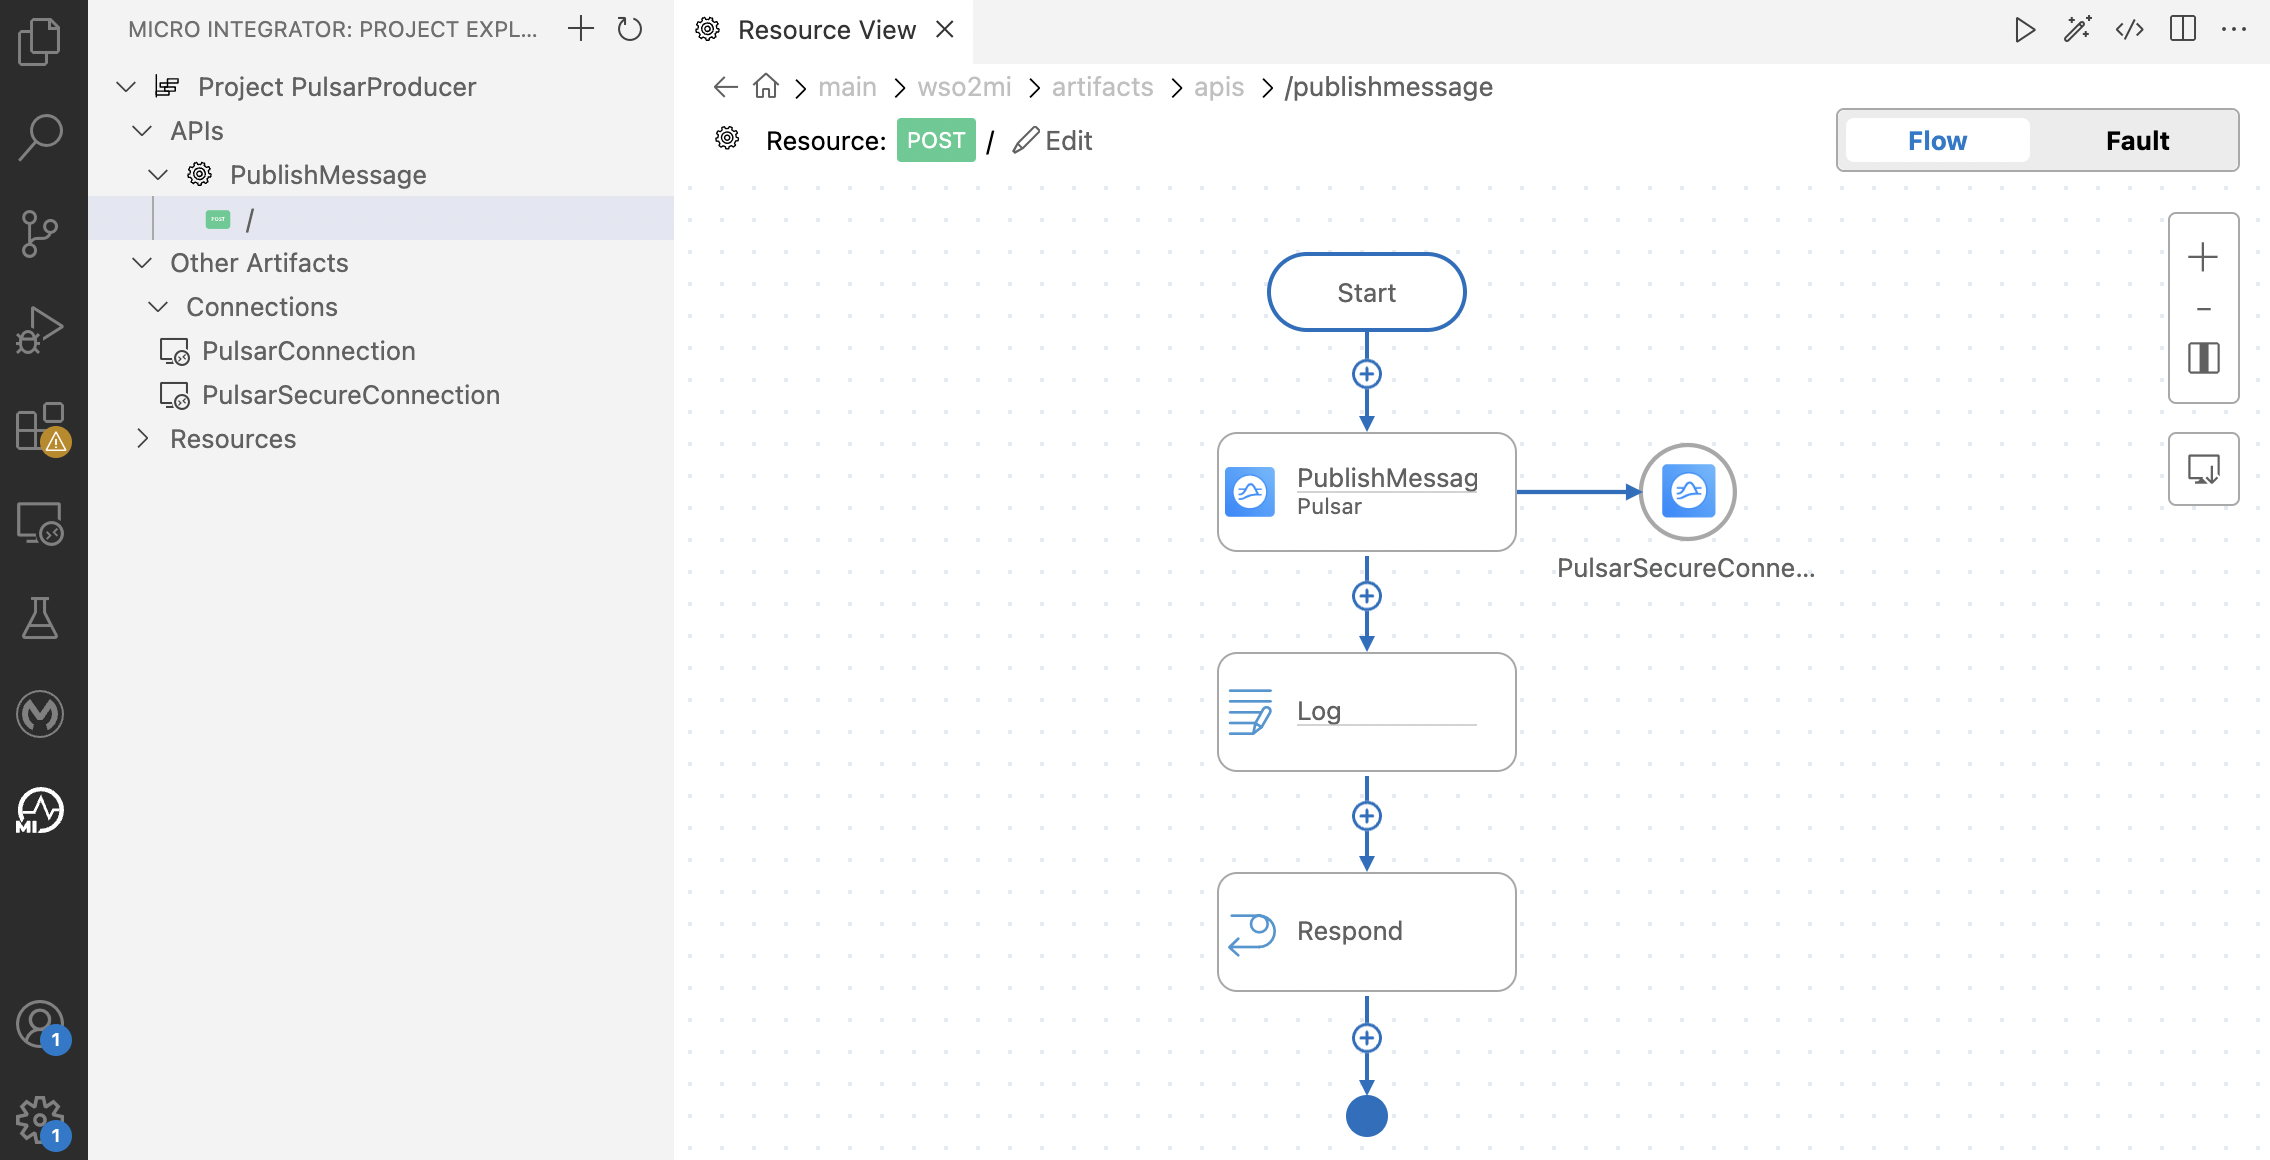 MICRO INTEGRATOR: PROJECT EXPL...
Project PulsarProducer
APIs
PublishMessage
POST /
Other Artifacts
Connections
PulsarConnection
PulsarSecureConnection
Resources
MI
1
1
Resource View
main > wso2mi > artifacts > apis > /publishmessage
Resource: POST / Edit
Flow Fault
Start
PublishMessag
Pulsar
PulsarSecureConne...
Log
Respond